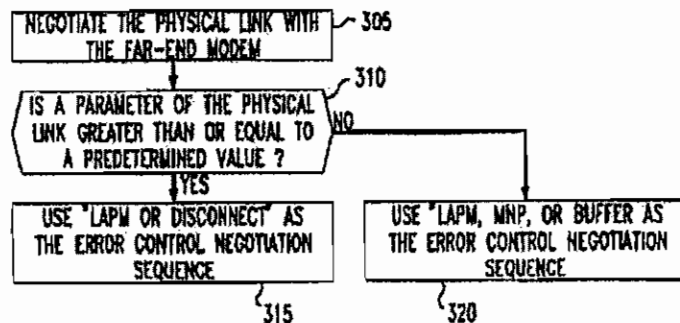 NEGOTIATE THE PHYSICAL LINK WITH
THE FAR-END MODEM
305
310
IS A PARAMETER OF THE PHYSICAL
LINK GREATER THAN OR EQUAL TO
A PREDETERMINED VALUE ?
NO
YES
USE "LAPM OR DISCONNECT" AS
THE ERROR CONTROL NEGOTIATION
SEQUENCE
315
USE "LAPM, MNP, OR BUFFER AS
THE ERROR CONTROL NEGOTIATION
SEQUENCE
320